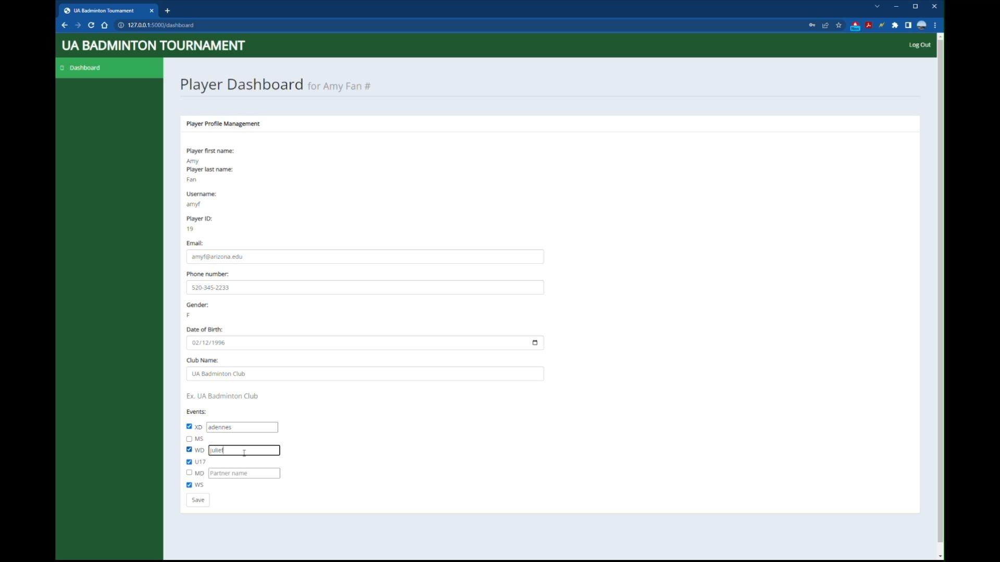 UA Badminton Tournament
127.0.0.1:5000/dashboard
New
UA BADMINTON TOURNAMENT
Log Out
Dashboard
Player Dashboard for Amy Fan #
Player Profile Management
Player first name:
Amy
Player last name:
Fan
Username:
amyf
Player ID:
19
Email:
amyf@arizona.edu
Phone number:
520-345-2233
Gender:
F
Date of Birth:
02/12/1996
Club Name:
UA Badminton Club
Ex. UA Badminton Club
Events:
XD adennes
MS
WD julief
U17
MD Partner name
WS
Save